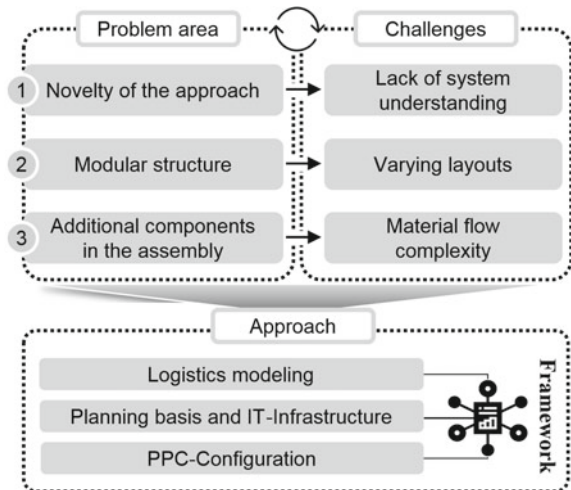 Problem area
Challenges
1
Novelty of the approach
Lack of system
understanding
2
Modular structure
Varying layouts
3
Additional components
in the assembly
Material flow
complexity
Approach
Logistics modeling
Planning basis and IT-Infrastructure
PPC-Configuration
Framework